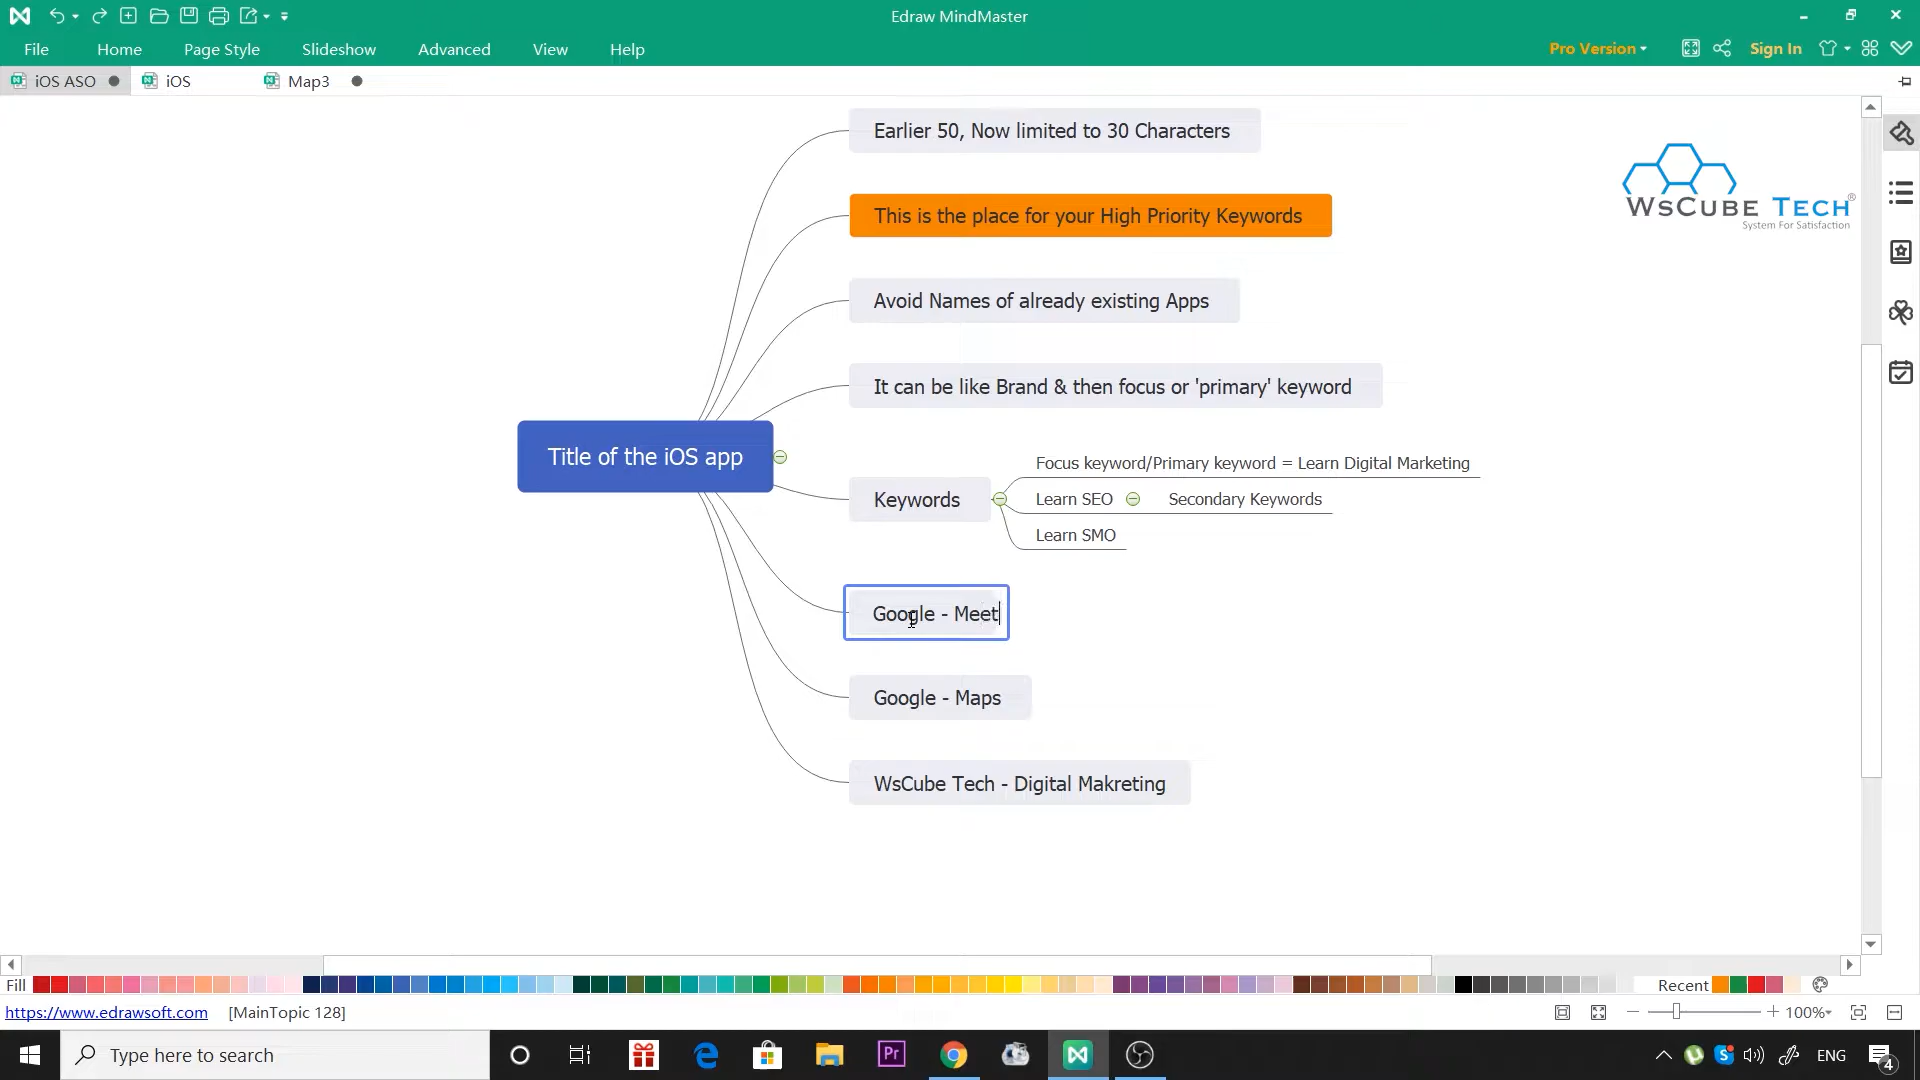 Edraw MindMaster
File Home Page Style Slideshow Advanced View Help Pro Version Sign In
iOS ASO iOS Map3
Earlier 50, Now limited to 30 Characters
This is the place for your High Priority Keywords
WsCUBE TECH®
System For Satisfaction
Avoid Names of already existing Apps
It can be like Brand & then focus or 'primary' keyword
Title of the iOS app
Keywords
Focus keyword/Primary keyword = Learn Digital Marketing
Learn SEO Secondary Keywords
Learn SMO
Google - Meet
Google - Maps
WsCube Tech - Digital Makreting
Fill Recent
https://www.edrawsoft.com [MainTopic 128] 100%
Type here to search Pr ENG 4